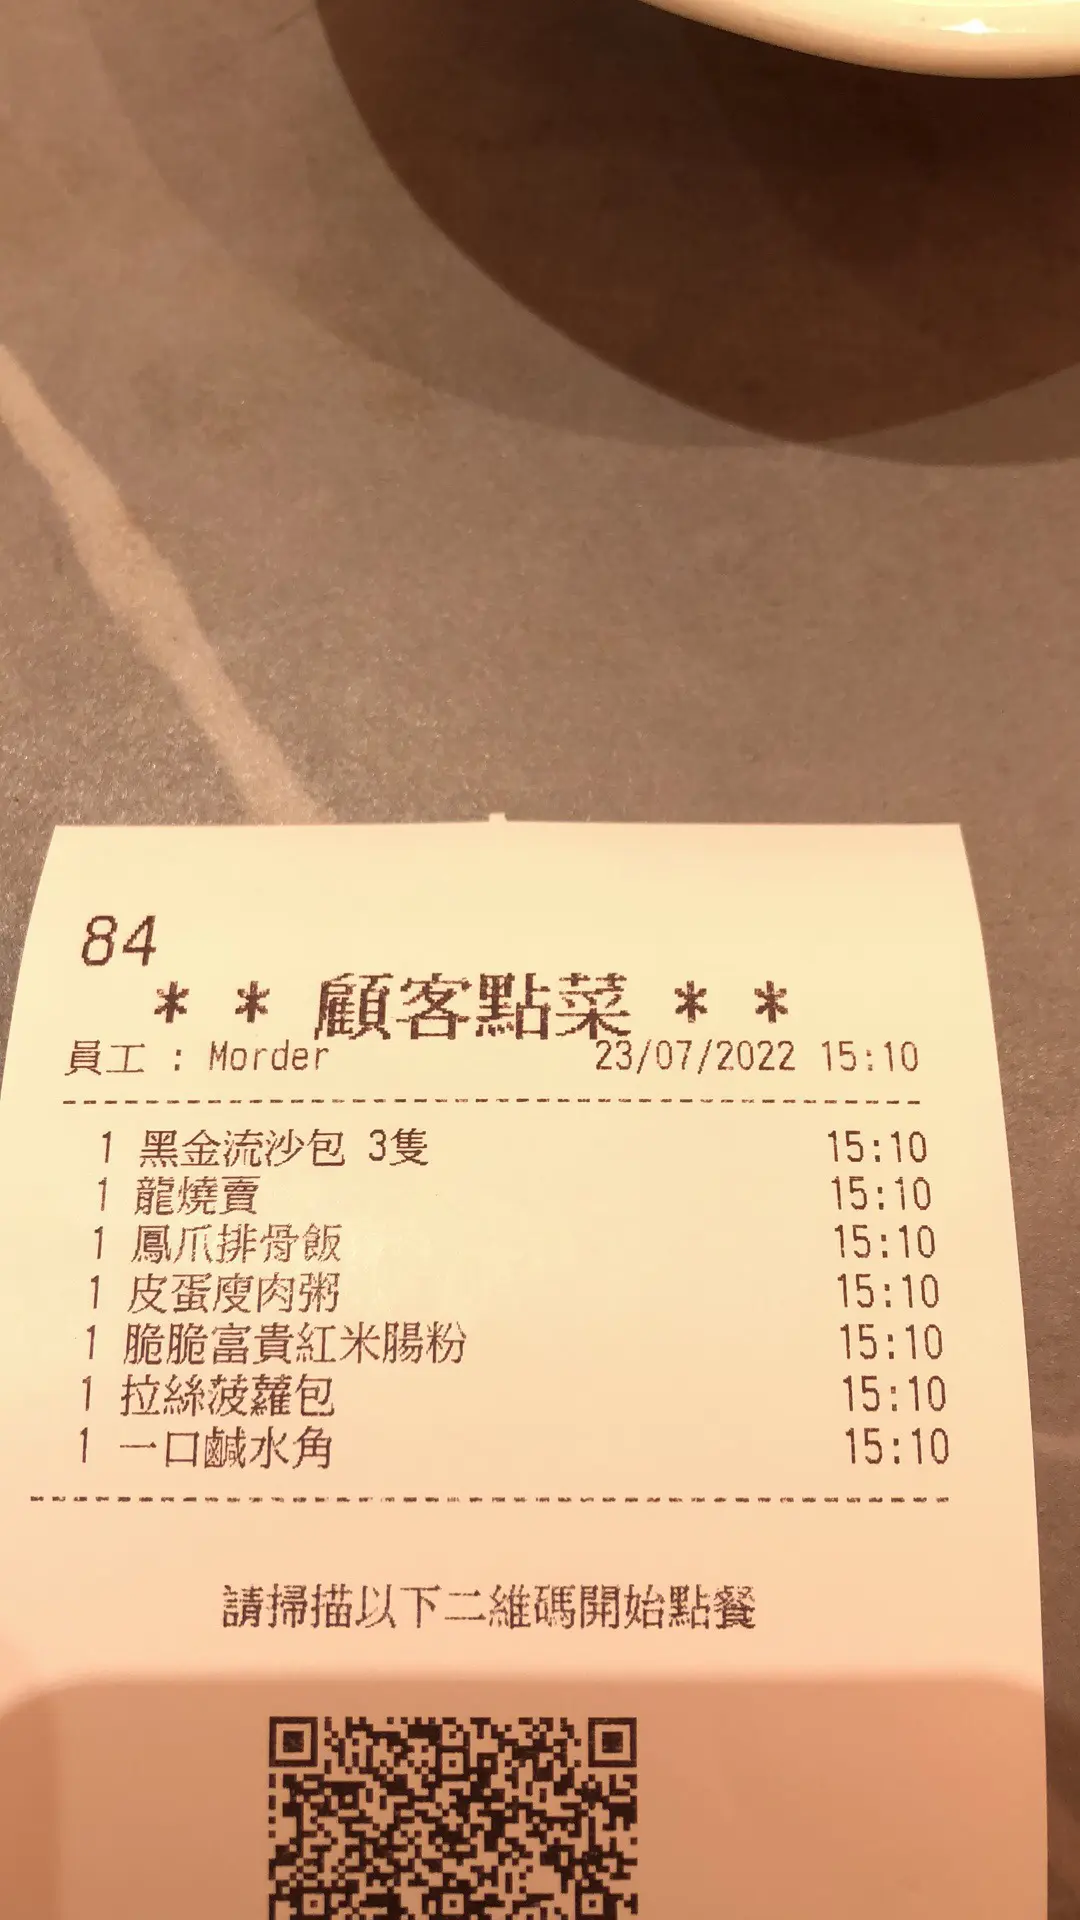 84
* * 顧客點菜 * *
員工 : Morder 23/07/2022 15:10
1 黑金流沙包 3隻 15:10
1 龍燒賣 15:10
1 鳳爪排骨飯 15:10
1 皮蛋廋肉粥 15:10
1 脆脆富貴紅米腸粉 15:10
1 拉絲菠蘿包 15:10
1 一口鹹水角 15:10
請掃描以下二維碼開始點餐